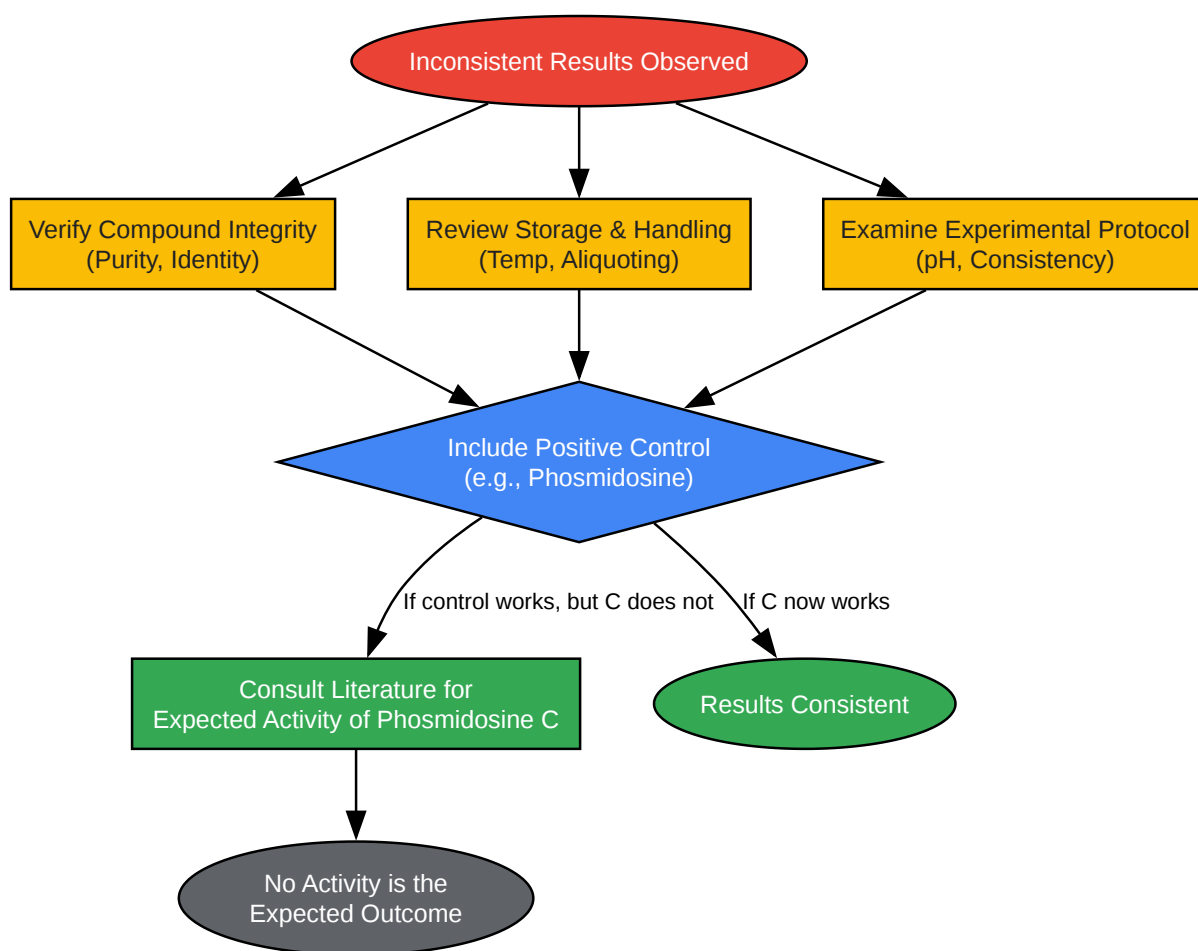 Inconsistent Results Observed
Verify Compound Integrity
(Purity, Identity)
Review Storage & Handling
(Temp, Aliquoting)
Examine Experimental Protocol
(pH, Consistency)
Include Positive Control
(e.g., Phosmidosine)
If control works, but C does not
If C now works
Consult Literature for
Expected Activity of Phosmidosine C
Results Consistent
No Activity is the
Expected Outcome